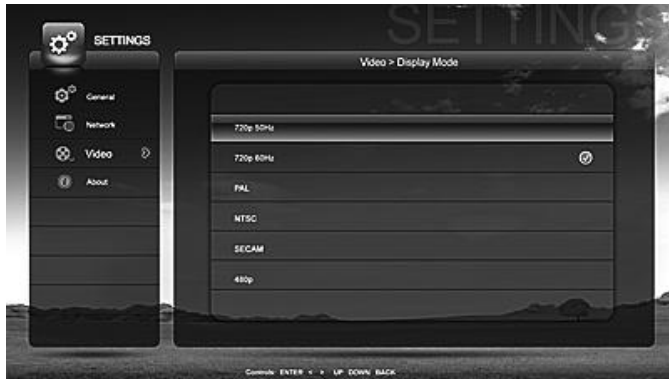 SETTINGS
SETTINGS
Video > Display Mode
General
Network
Video
About
720p 50Hz
720p 60Hz
PAL
NTSC
SECAM
480p
Controls: ENTER < > UP DOWN BACK